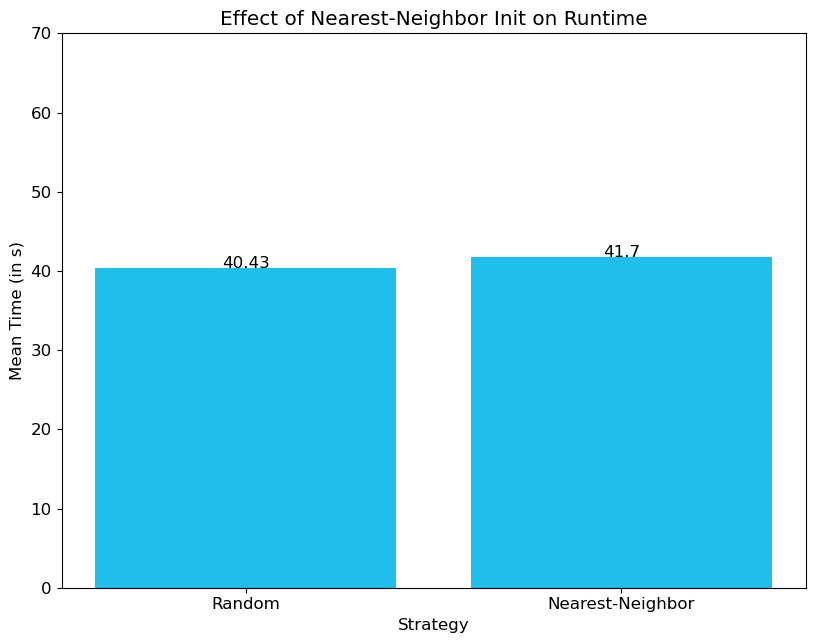 Effect of Nearest-Neighbor Init on Runtime
70
60
50
40
30
20
10
0
Mean Time (in s)
40.43
41.7
Random
Nearest-Neighbor
Strategy